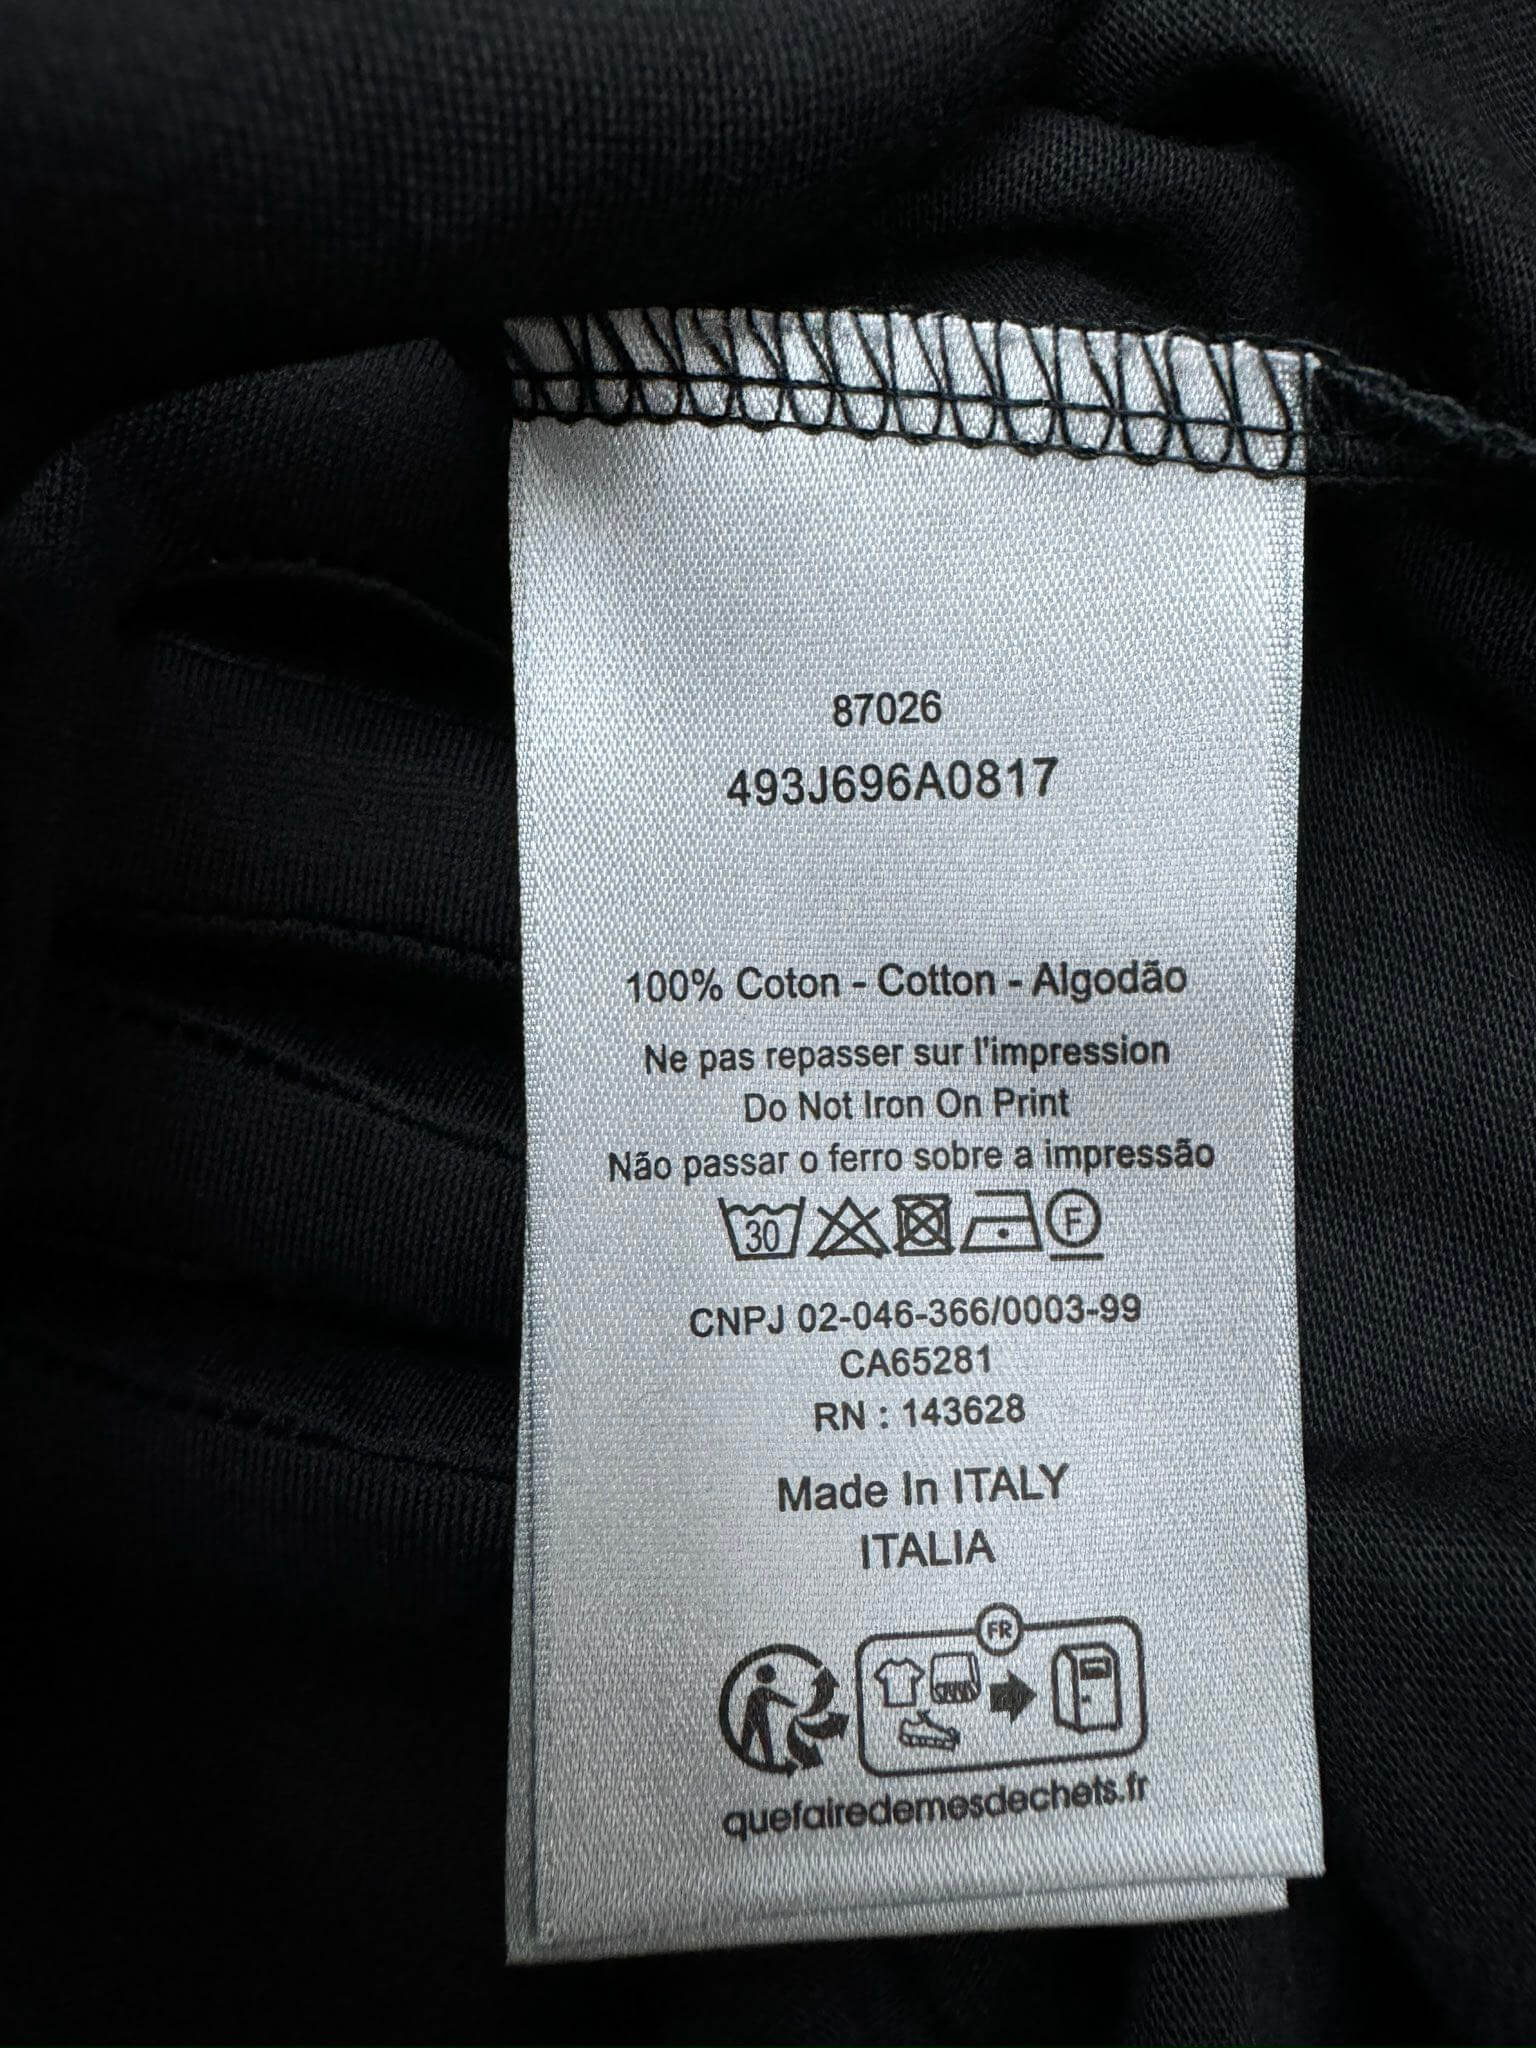 87026
493J696A0817
100% Coton - Cotton - Algodão
Ne pas repasser sur l'impression
Do Not Iron On Print
Não passar o ferro sobre a impressão
30 F
CNPJ 02-046-366/0003-99
CA65281
RN : 143628
Made In ITALY
ITALIA
FR
quefairedemesdechets.fr